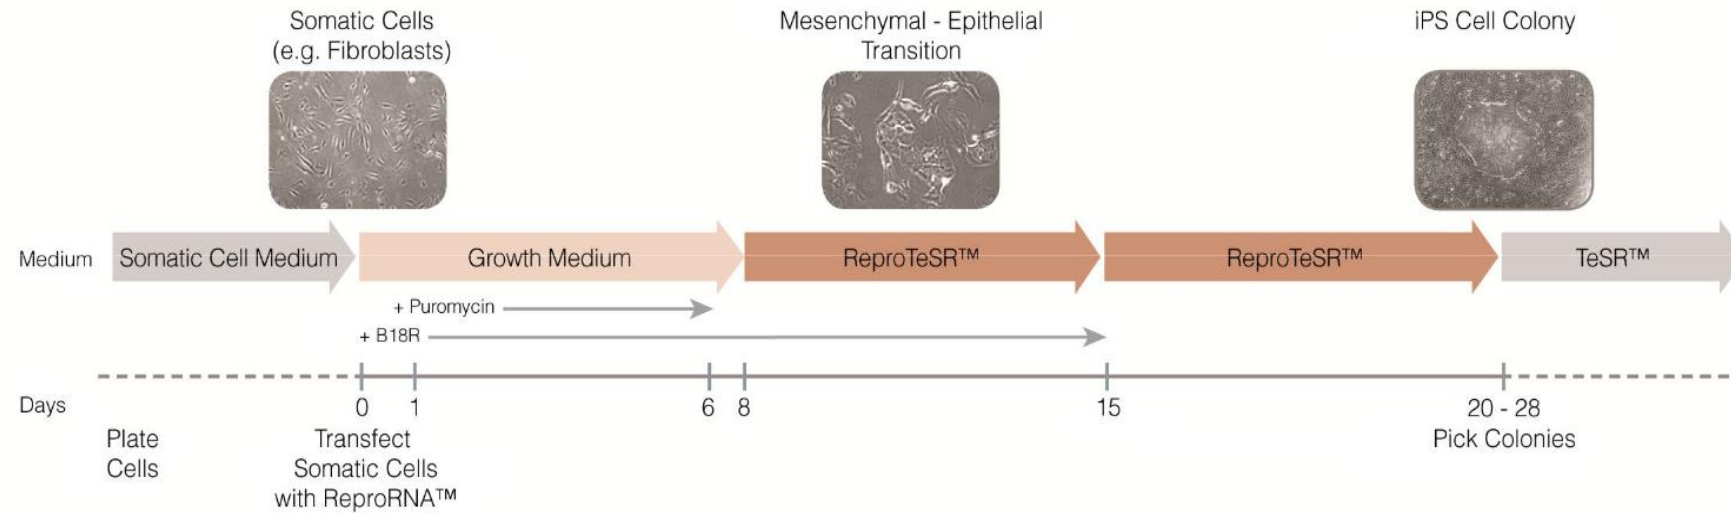 Somatic Cells
(e.g. Fibroblasts)
Mesenchymal - Epithelial
Transition
iPS Cell Colony
Medium
Somatic Cell Medium
Growth Medium
ReproTeSR™
ReproTeSR™
TeSR™
+ Puromycin
+ B18R
Days
0
1
6
8
15
20 - 28
Plate
Cells
Transfect
Somatic Cells
with ReproRNA™
Pick Colonies